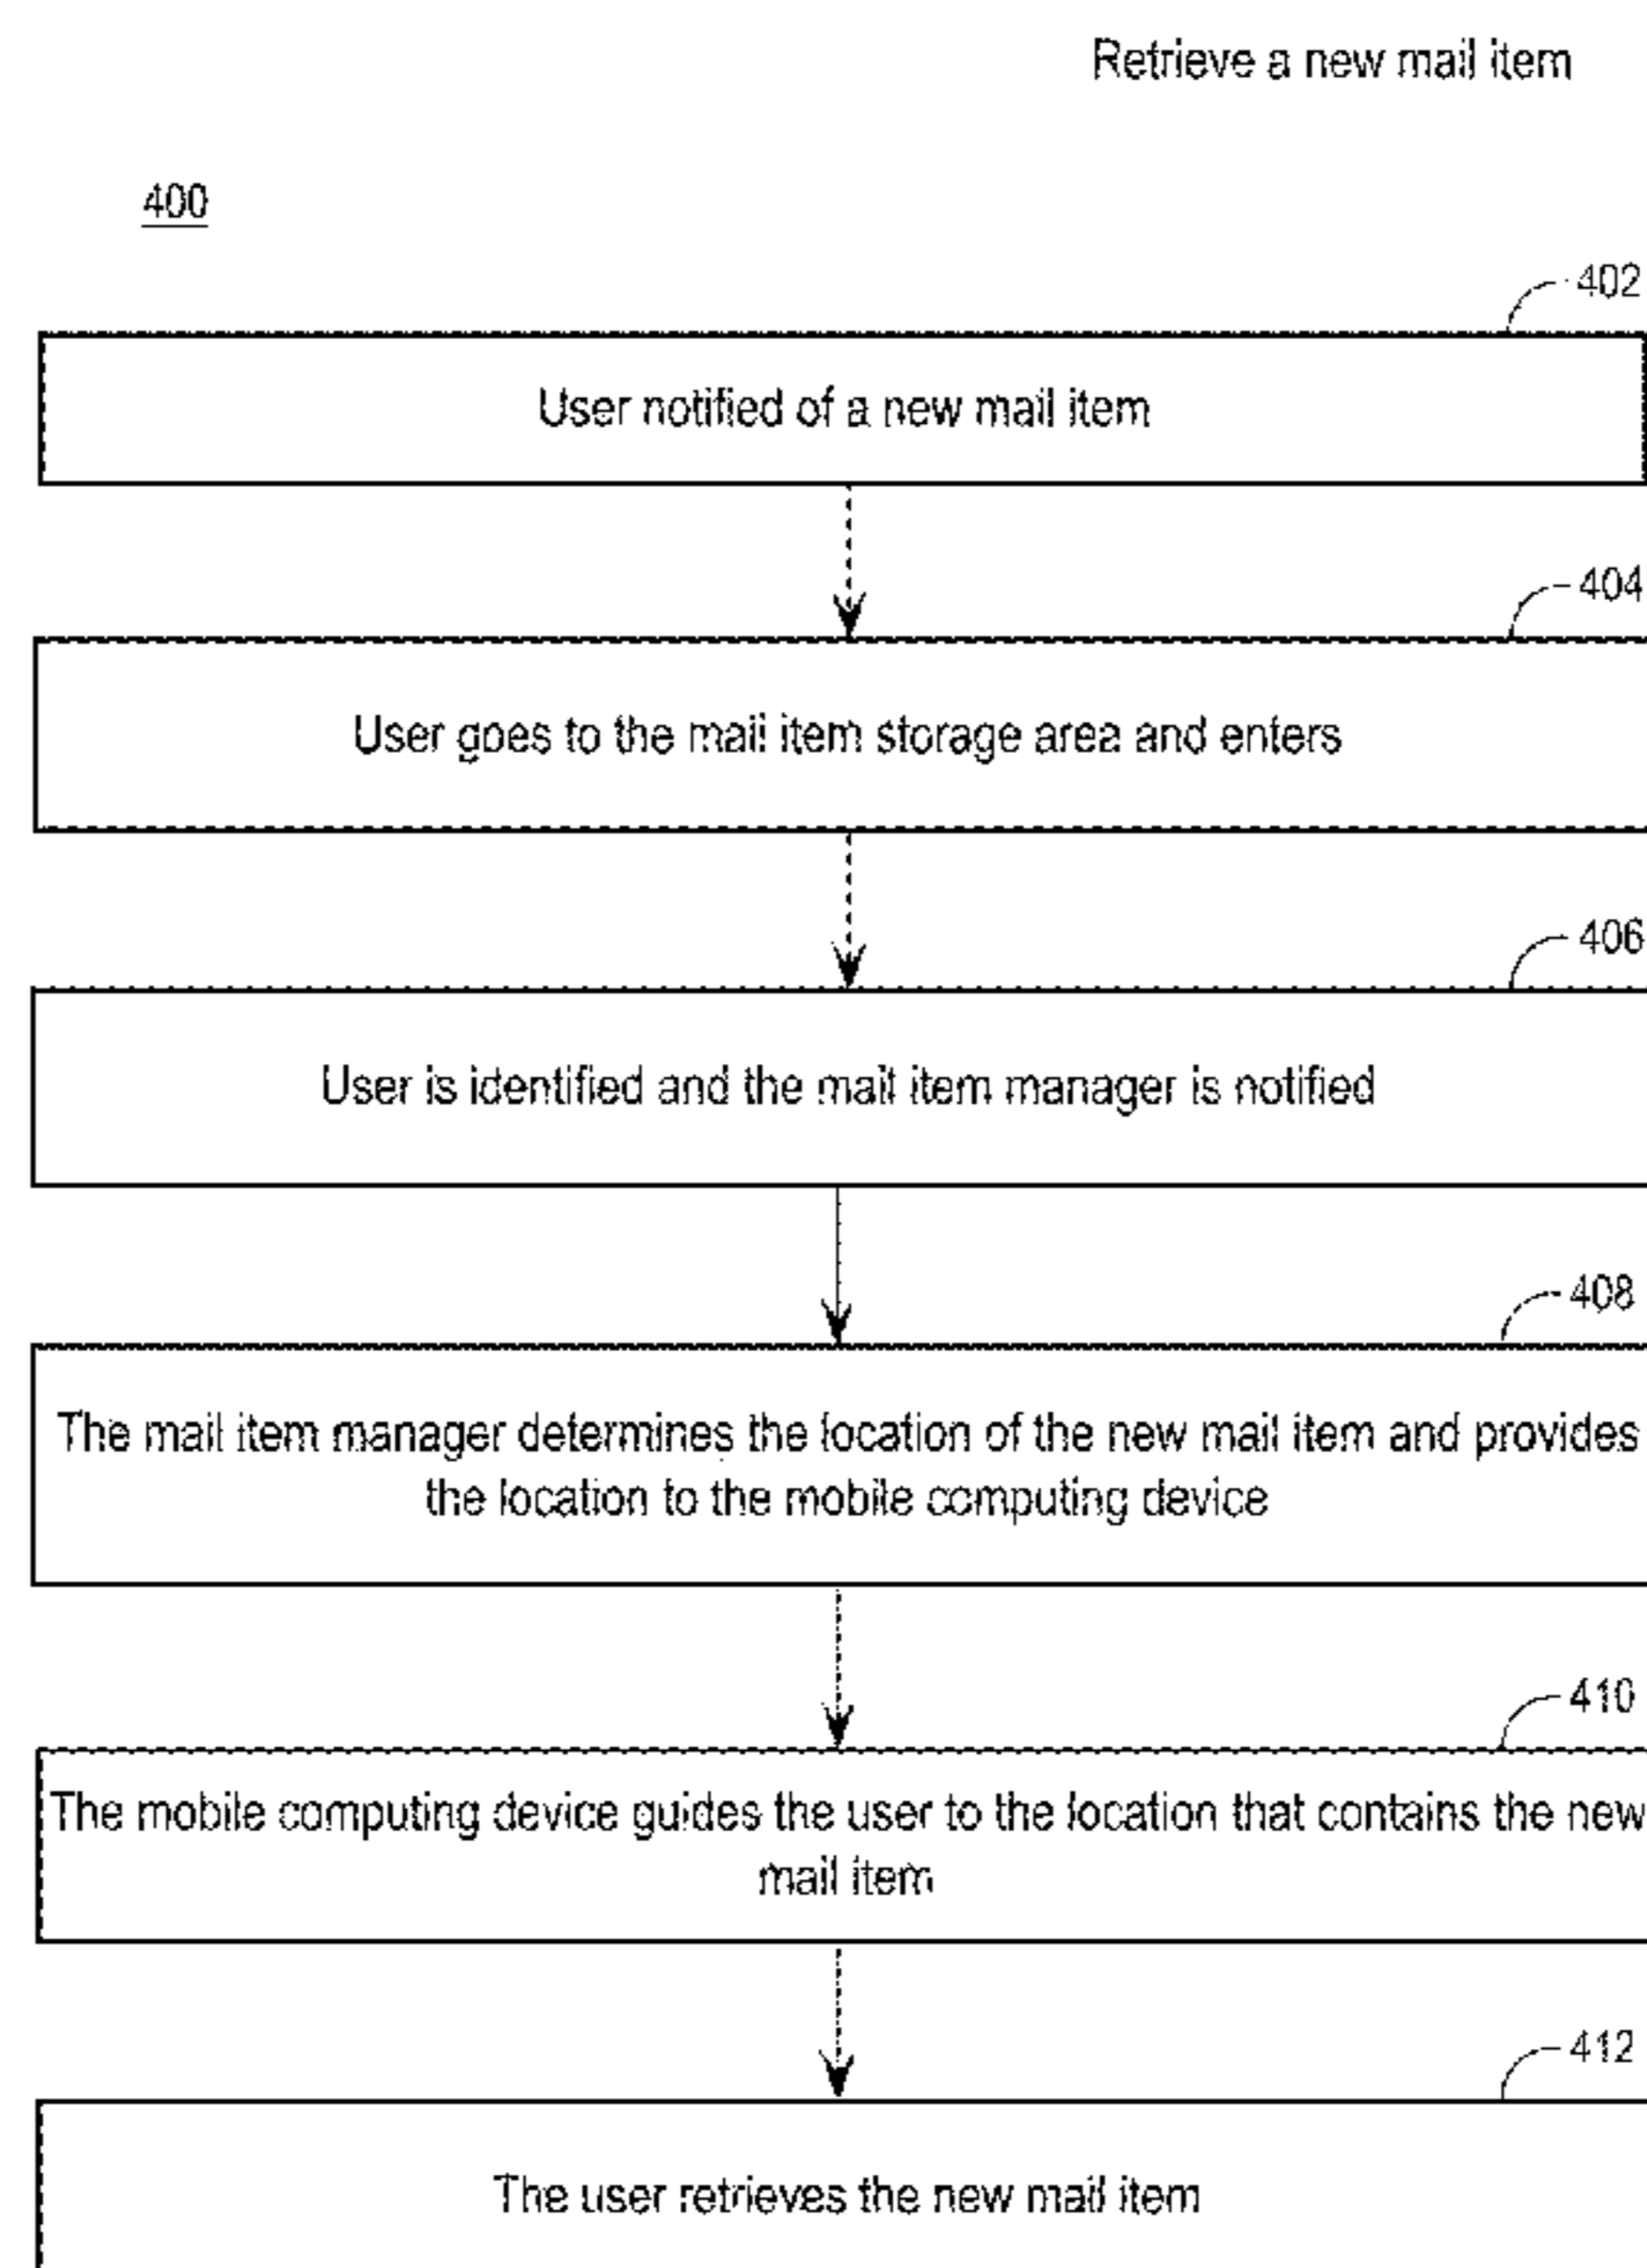 Retrieve a new mail item
400
402
User notified of a new mail item
404
User goes to the mail item storage area and enters
406
User is identified and the mail item manager is notified
408
The mail item manager determines the location of the new mail item and provides
the location to the mobile computing device
410
The mobile computing device guides the user to the location that contains the new
mail item
412
The user retrieves the new mail item